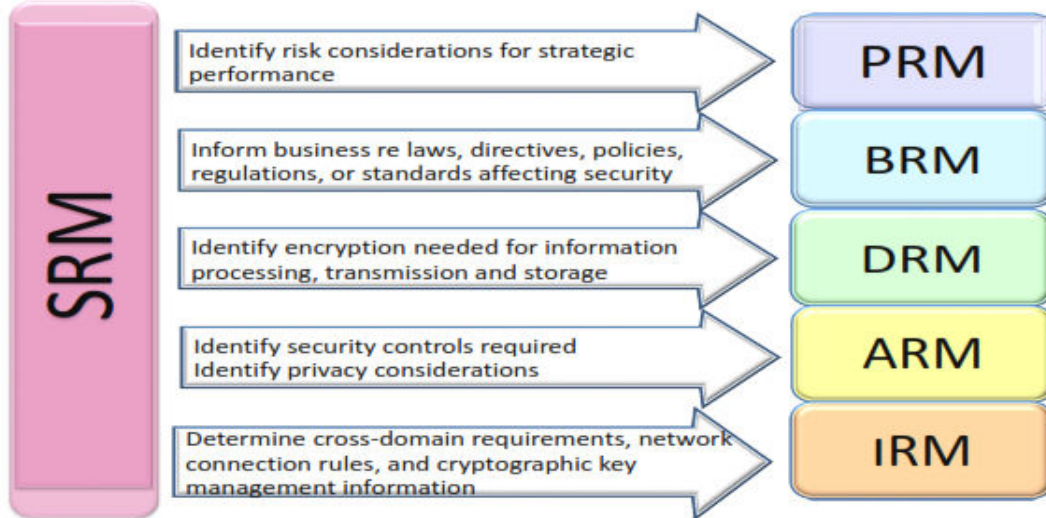 SRM
Identify risk considerations for strategic
performance
PRM
Inform business re laws, directives, policies,
regulations, or standards affecting security
BRM
Identify encryption needed for information
processing, transmission and storage
DRM
Identify security controls required
Identify privacy considerations
ARM
Determine cross-domain requirements, network
connection rules, and cryptographic key
management information
IRM